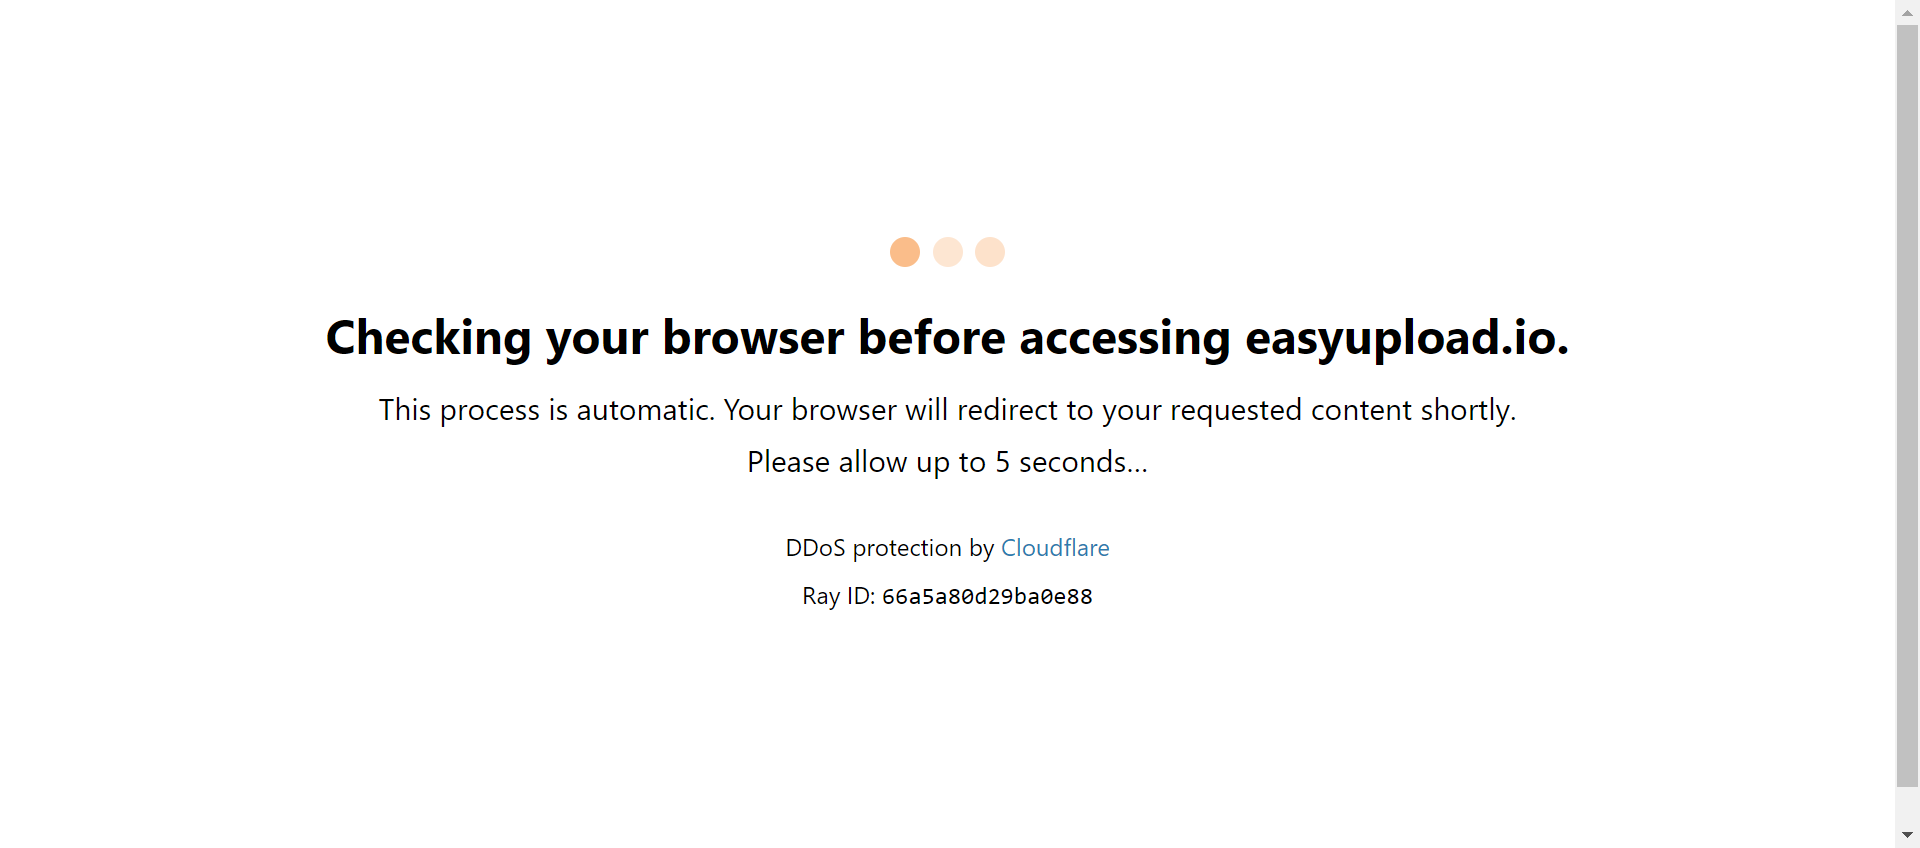 Checking your browser before accessing easyupload.io.
This process is automatic. Your browser will redirect to your requested content shortly.
Please allow up to 5 seconds...
DDoS protection by Cloudflare
Ray ID: 66a5a80d29ba0e88